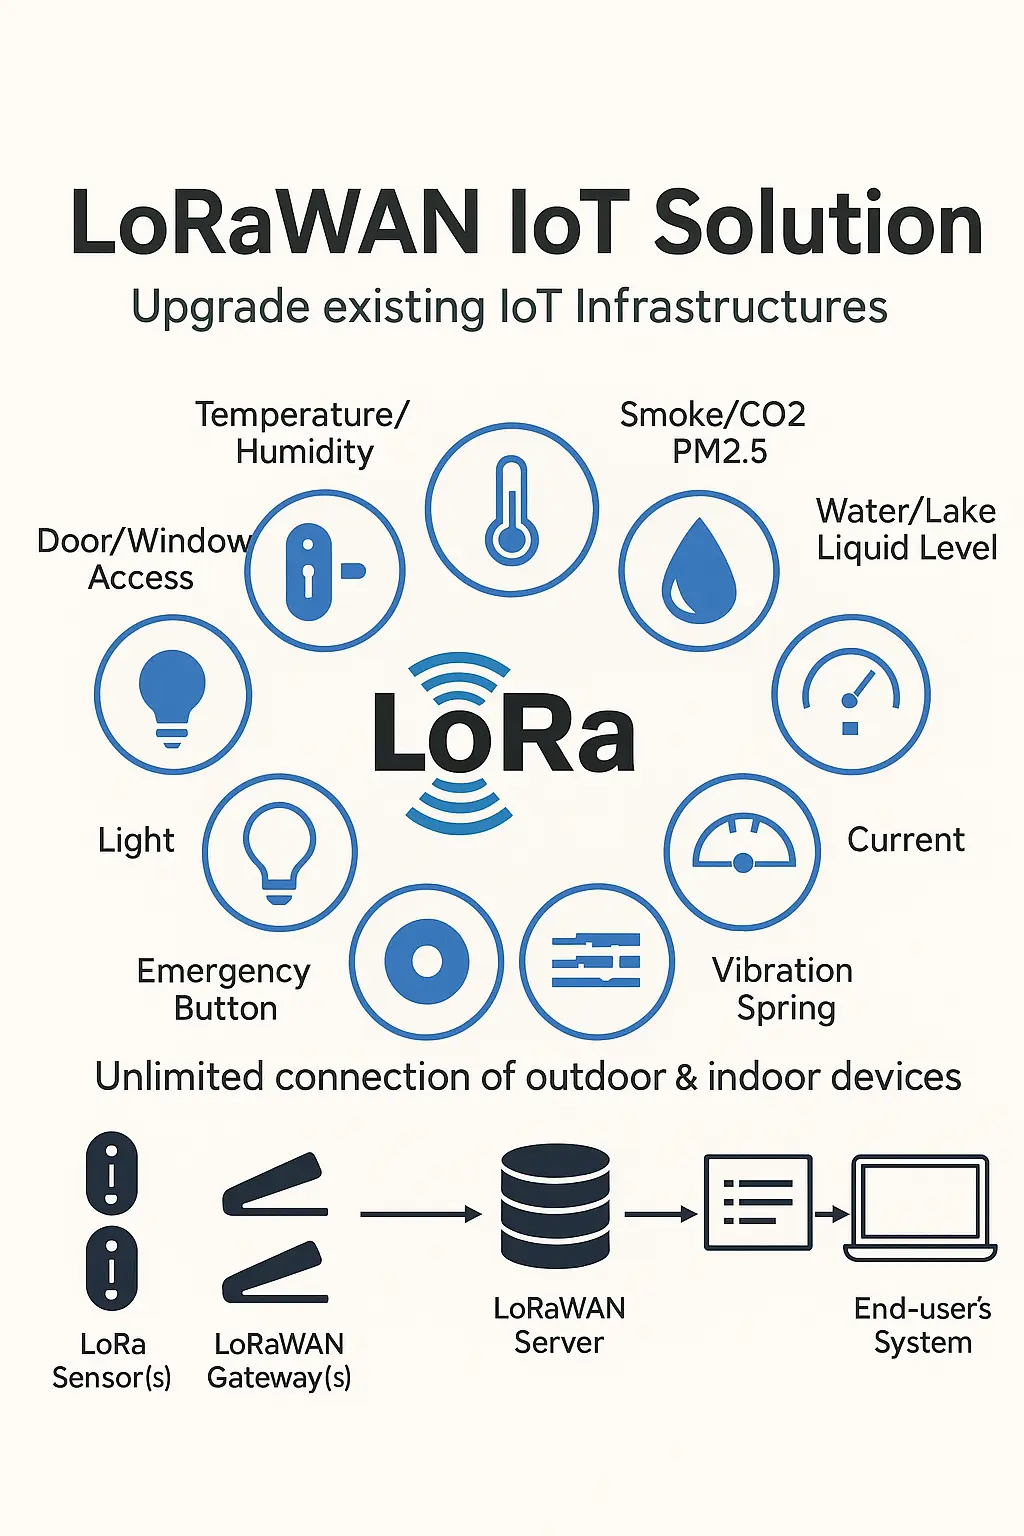 LoRaWAN IoT Solution
Upgrade existing IoT Infrastructures
Temperature/
Humidity
Smoke/CO2
PM2.5
Door/Window
Access
Water/Lake
Liquid Level
LoRa
Light
Current
Emergency
Button
Vibration
Spring
Unlimited connection of outdoor & indoor devices
LoRa
Sensor(s)
LoRaWAN
Gateway(s)
LoRaWAN
Server
End-user's
System